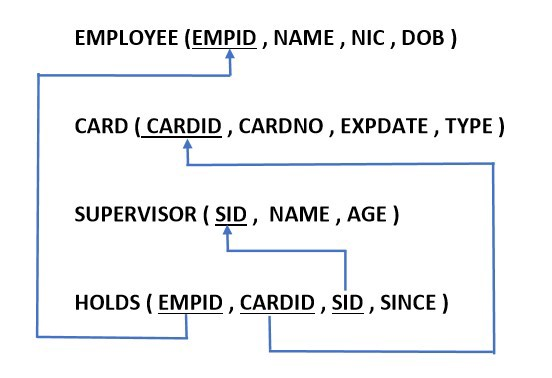 EMPLOYEE (EMPID , NAME , NIC , DOB )
CARD ( CARDID , CARDNO , EXPDATE , TYPE )
SUPERVISOR ( SID , NAME , AGE )
HOLDS ( EMPID , CARDID , SID , SINCE )